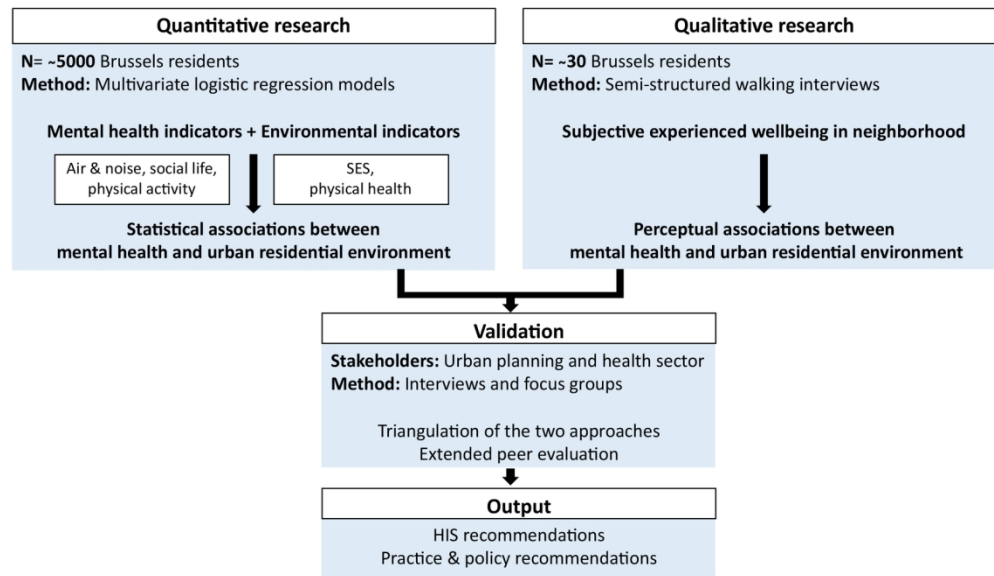 Quantitative research
N= ~5000 Brussels residents
Method: Multivariate logistic regression models
Mental health indicators + Environmental indicators
Air & noise, social life,
physical activity
SES,
physical health
Statistical associations between
mental health and urban residential environment
Qualitative research
N= ~30 Brussels residents
Method: Semi-structured walking interviews
Subjective experienced wellbeing in neighborhood
Perceptual associations between
mental health and urban residential environment
Validation
Stakeholders: Urban planning and health sector
Method: Interviews and focus groups
Triangulation of the two approaches
Extended peer evaluation
Output
HIS recommendations
Practice & policy recommendations